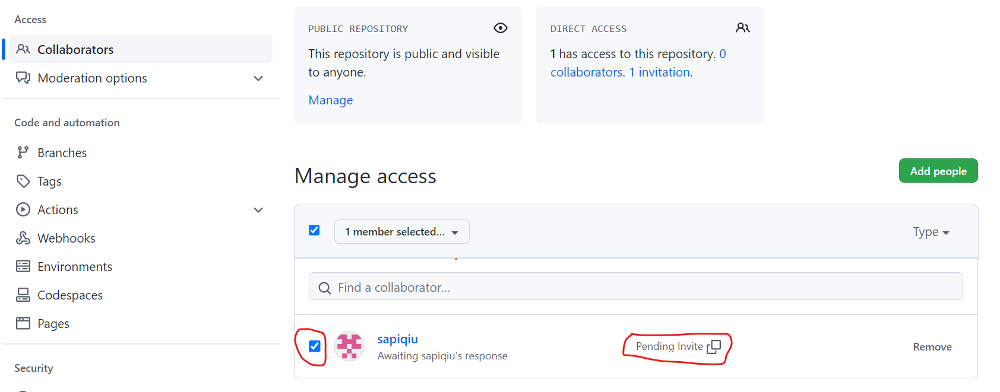 Access
Collaborators
Moderation options
Code and automation
Branches
Tags
Actions
Webhooks
Environments
Codespaces
Pages
Security
PUBLIC REPOSITORY
This repository is public and visible
to anyone.
Manage
DIRECT ACCESS
1 has access to this repository. 0
collaborators. 1 invitation.
Manage access
Add people
1 member selected...
Type
Find a collaborator...
sapiqiu
Awaiting sapiqiu's response
Pending Invite
Remove